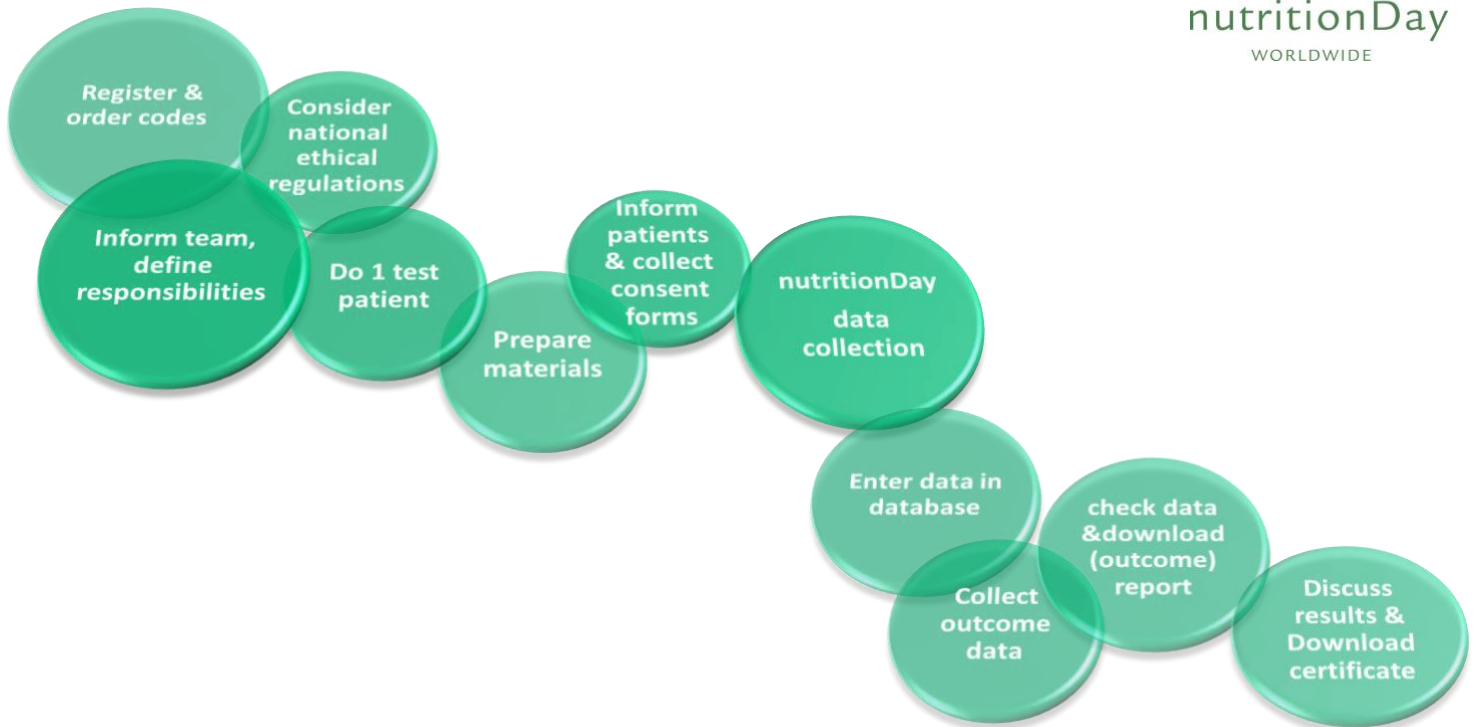 nutritionDay
WORLDWIDE
Register &
order codes
Consider
national
ethical
regulations
Inform team,
define
responsibilities
Do 1 test
patient
Prepare
materials
Inform
patients
& collect
consent
forms
nutritionDay
data
collection
Enter data in
database
Collect
outcome
data
check data
&download
(outcome)
report
Discuss
results &
Download
certificate